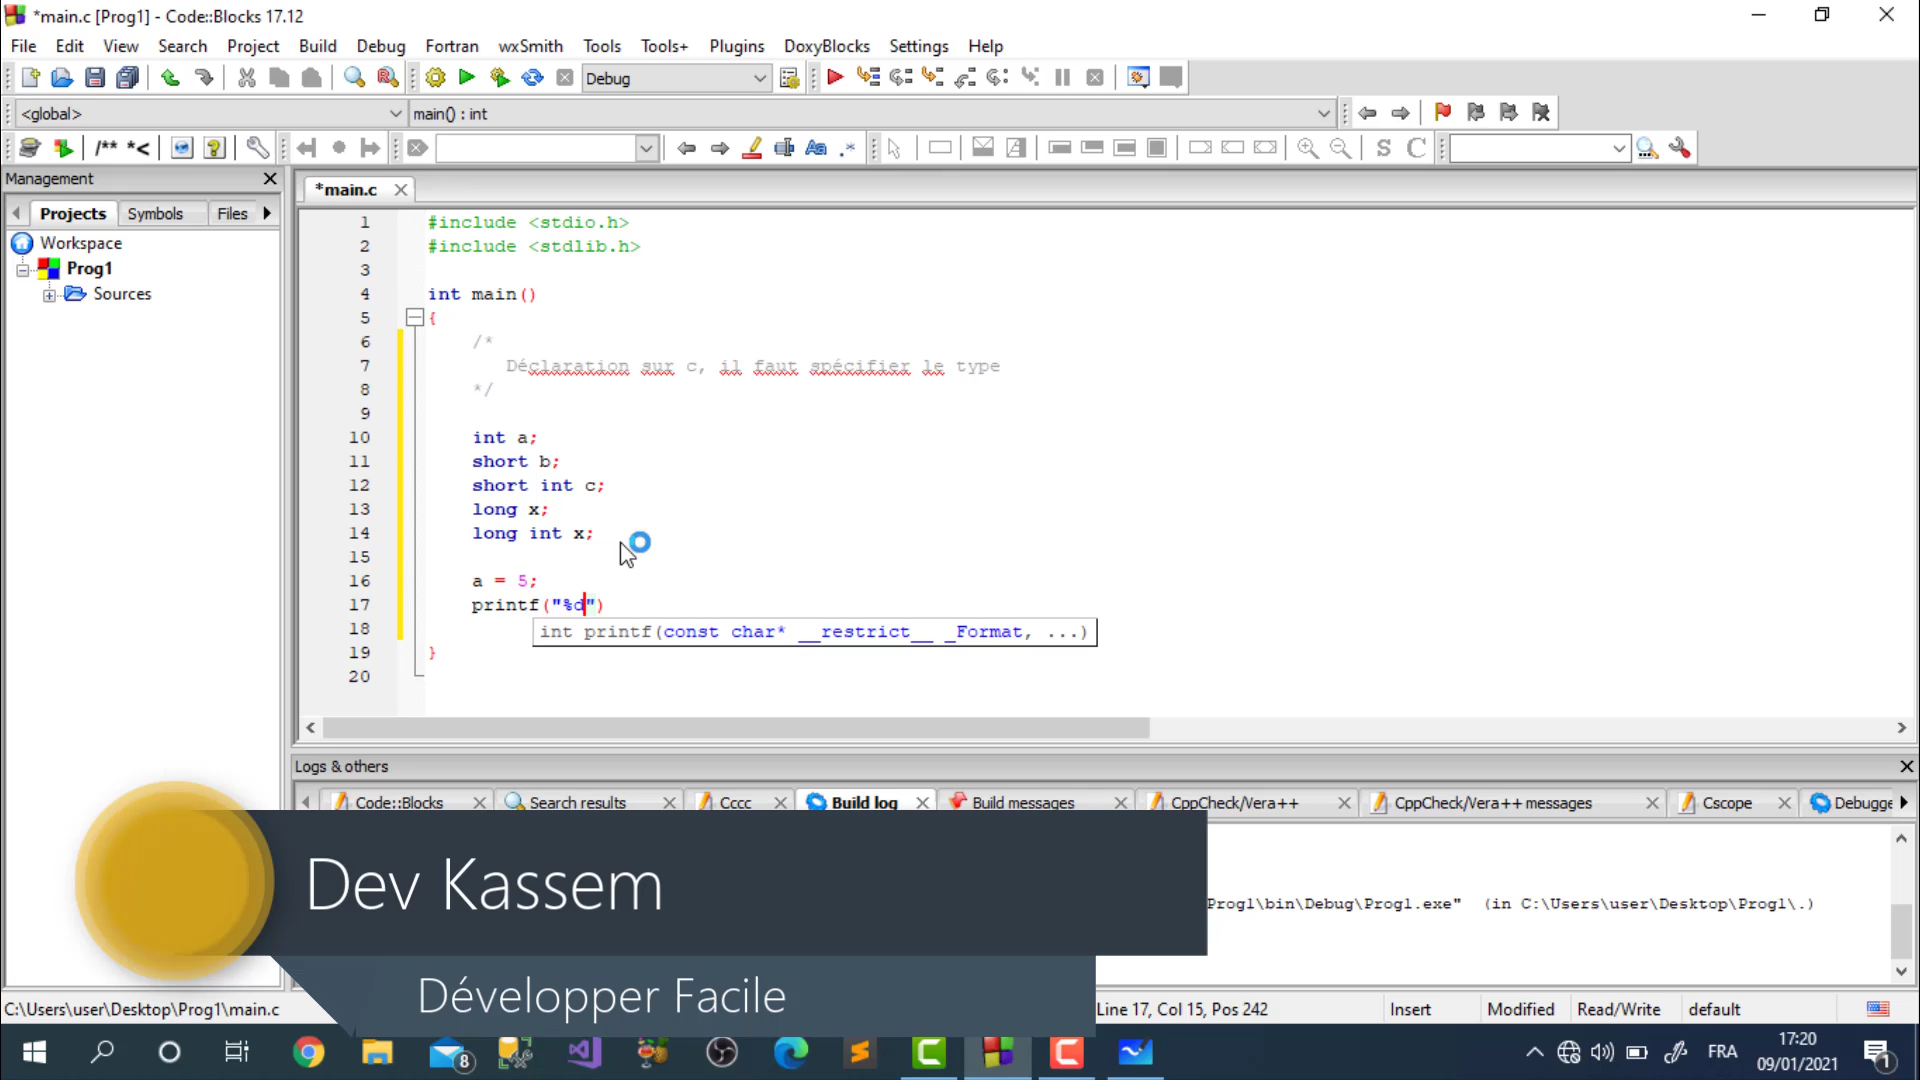 *main.c [Prog1] - Code::Blocks 17.12
File Edit View Search Project Build Debug Fortran wxSmith Tools Tools+ Plugins DoxyBlocks Settings Help
Debug
<global> main() : int
/** *<
Management
Projects Symbols Files
*main.c
Workspace
Prog1
Sources
1 #include <stdio.h>
2 #include <stdlib.h>
3
4 int main()
5 {
6 /*
7 Déclaration sur c, il faut spécifier le type
8 */
9
10 int a;
11 short b;
12 short int c;
13 long x;
14 long int x;
15
16 a = 5;
17 printf("%d")
18
int printf(const char* __restrict__ _Format, ...)
19 }
20
Logs & others
Code::Blocks Search results Cccc Build log Build messages CppCheck/Vera++ CppCheck/Vera++ messages Cscope Debugge
Prog1\bin\Debug\Prog1.exe" (in C:\Users\user\Desktop\Prog1\.)
Dev Kassem
Développer Facile
C:\Users\user\Desktop\Prog1\main.c Line 17, Col 15, Pos 242 Insert Modified Read/Write default
8
FRA
17:20
09/01/2021
1